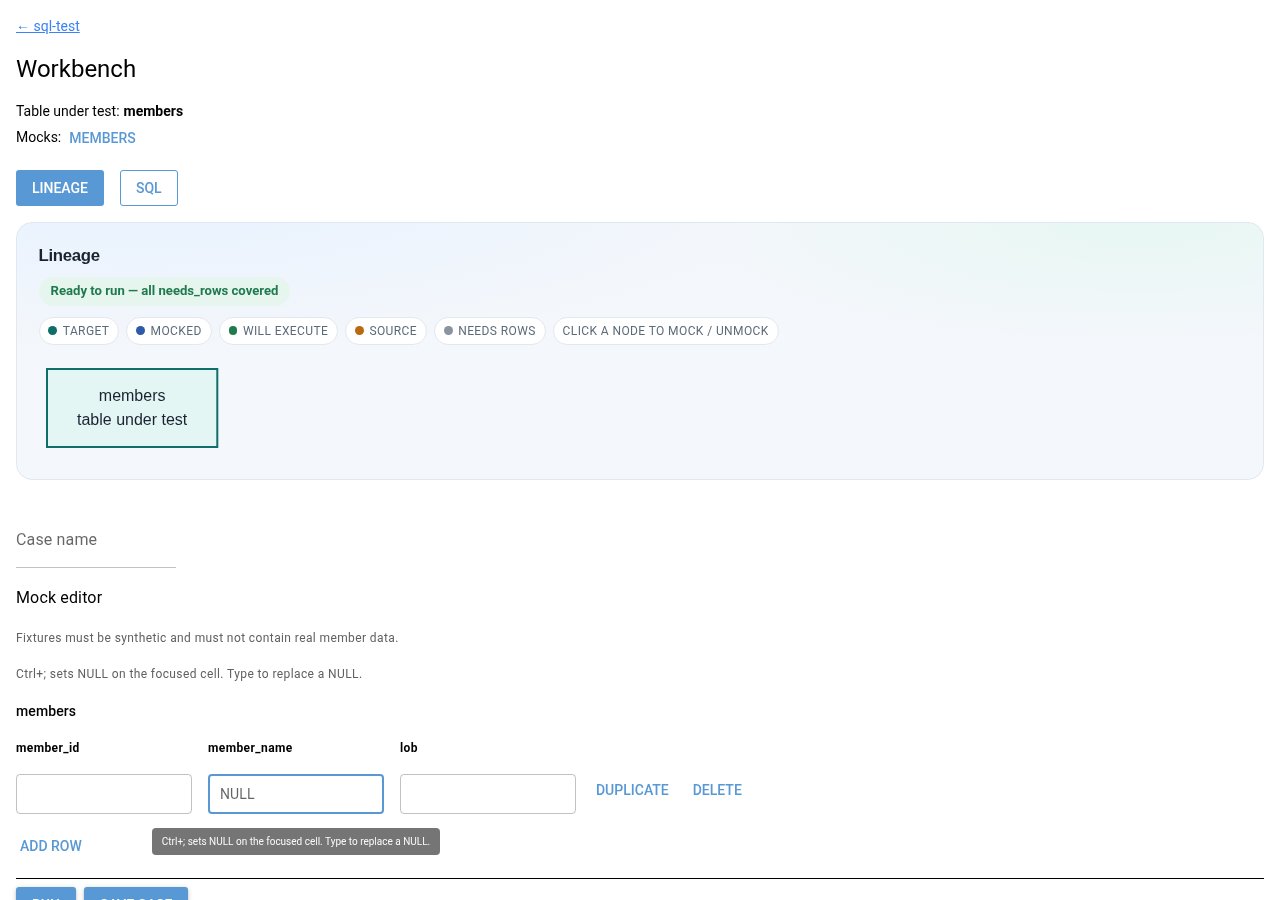 ← sql-test
Workbench
Table under test: members
Mocks: MEMBERS
LINEAGE SQL
Lineage
Ready to run — all needs_rows covered
TARGET MOCKED WILL EXECUTE SOURCE NEEDS ROWS CLICK A NODE TO MOCK / UNMOCK
members
table under test
Case name
Mock editor
Fixtures must be synthetic and must not contain real member data.
Ctrl+; sets NULL on the focused cell. Type to replace a NULL.
members
member_id member_name lob
NULL DUPLICATE DELETE
Ctrl+; sets NULL on the focused cell. Type to replace a NULL.
ADD ROW
RUN SAVE CASE